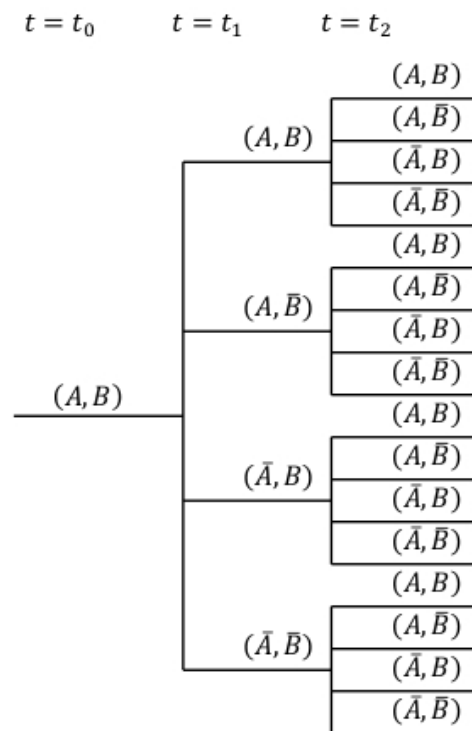 t = t₀ t = t₁ t = t₂
(A, B)
(A, B̄)
(A, B)
(Ā, B)
(Ā, B̄)
(A, B)
(A, B̄)
(A, B̄)
(Ā, B)
(Ā, B̄)
(A, B)
(A, B)
(A, B̄)
(Ā, B)
(Ā, B)
(Ā, B̄)
(A, B)
(A, B̄)
(Ā, B̄)
(Ā, B)
(Ā, B̄)